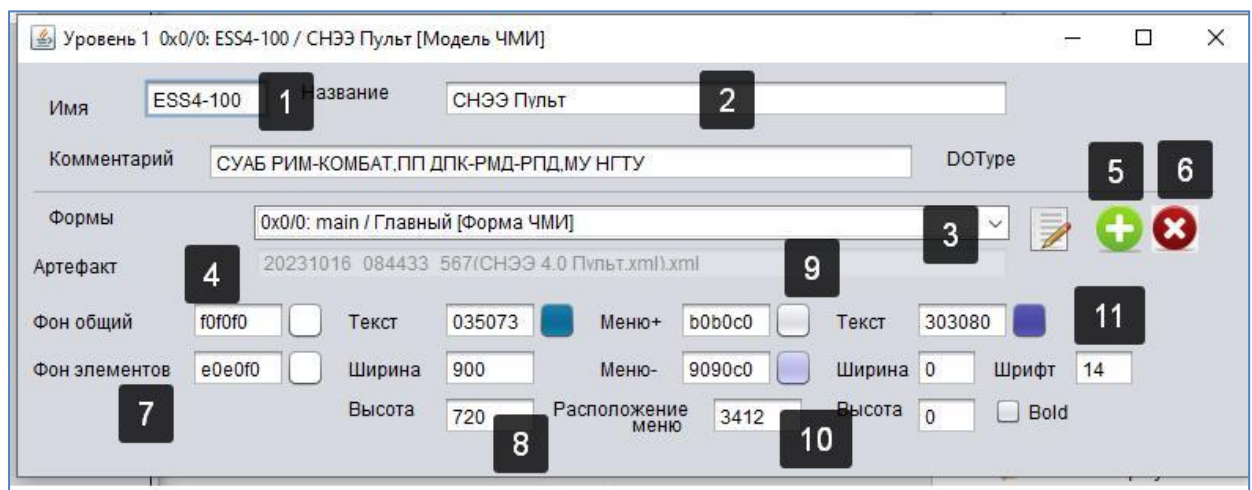 Уровень 1 0x0/0: ESS4-100 / СНЭЭ Пульт [Модель ЧМИ]
Имя ESS4-100 1 Название СНЭЭ Пульт 2
Комментарий СУАБ РИМ-КОМБАТ,ПП ДПК-РМД-РПД,МУ НГТУ DOType 5 6
Формы 0x0/0: main / Главный [Форма ЧМИ] 3
Артефакт 4 20231016_084433_567(СНЭЭ 4.0 Пульт.xml).xml 9
Фон общий f0f0f0 Текст 035073 Меню+ b0b0c0 Текст 303080 11
Фон элементов e0e0f0 Ширина 900 Меню- 9090c0 Ширина 0 Шрифт 14
7 Высота 720 8 Расположение меню 3412 10 Высота 0 Bold